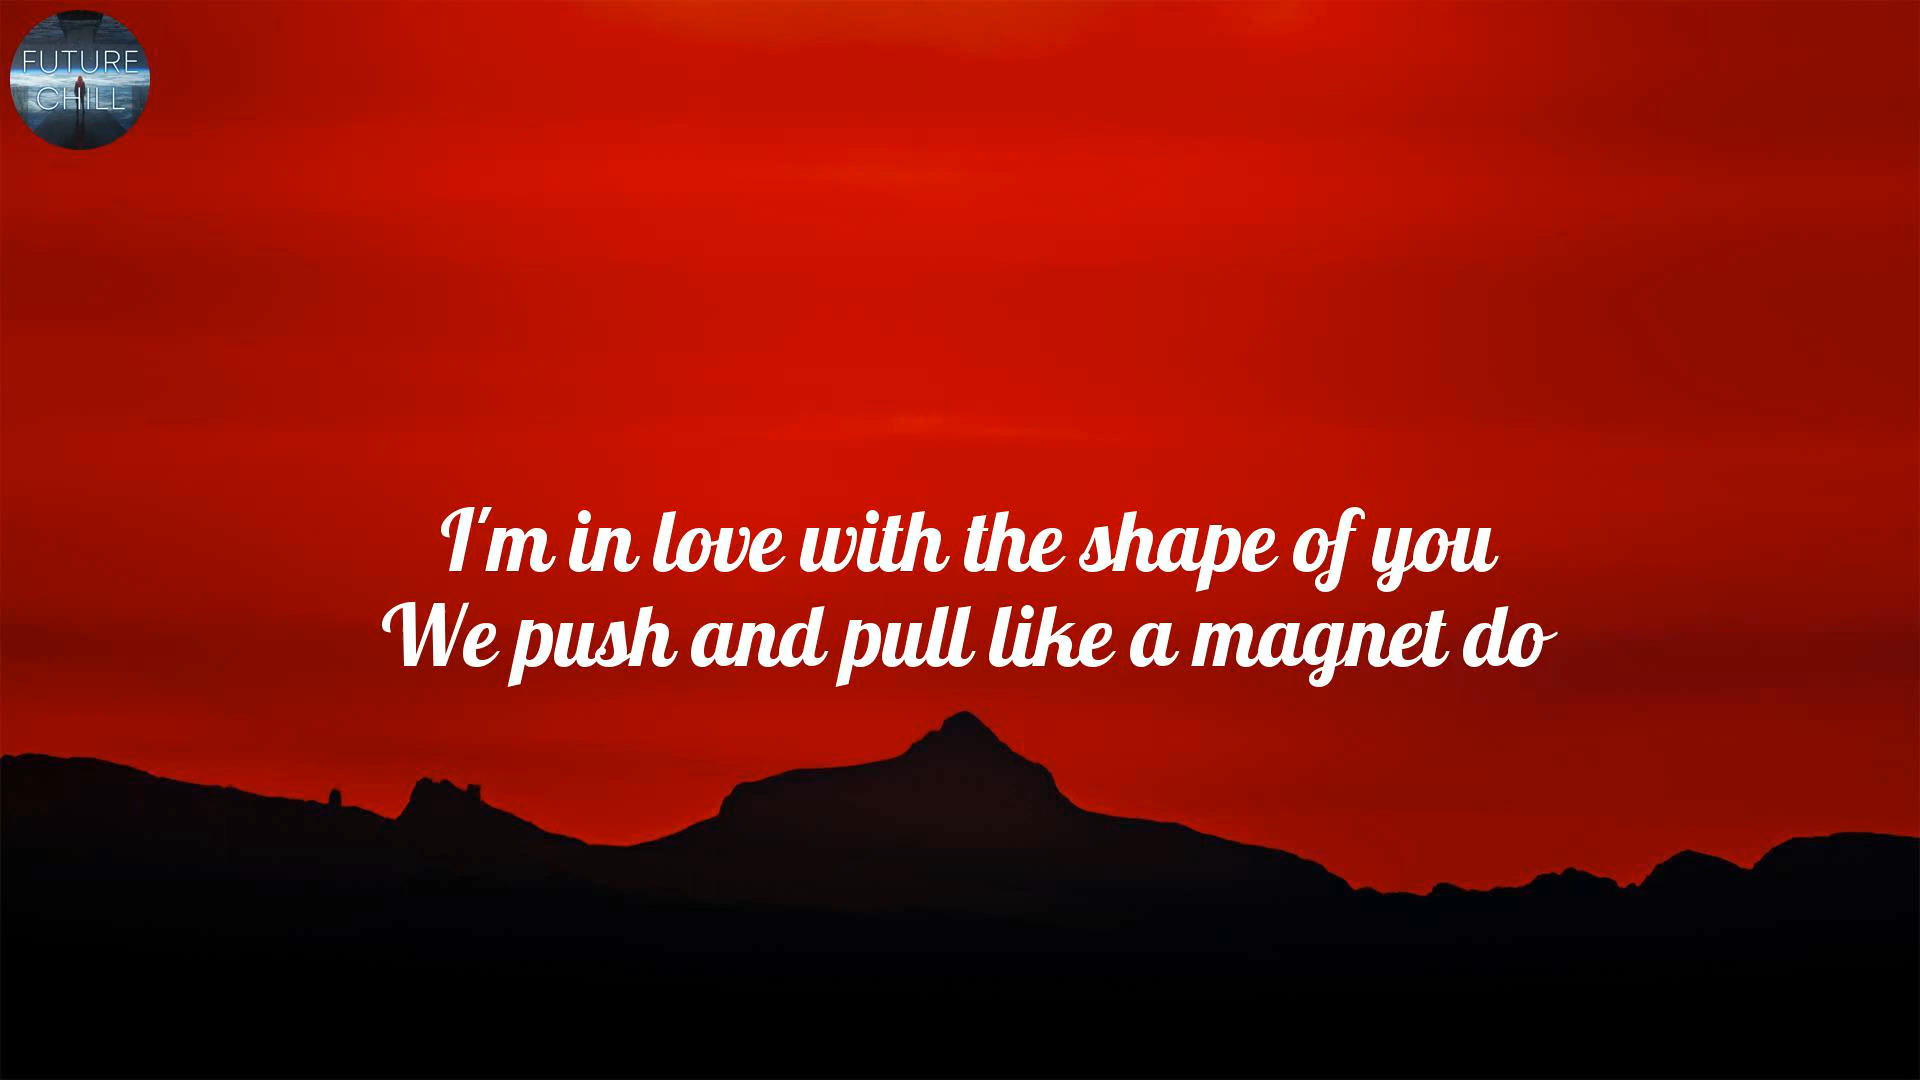 FUTURE
CHILL
I'm in love with the shape of you
We push and pull like a magnet do